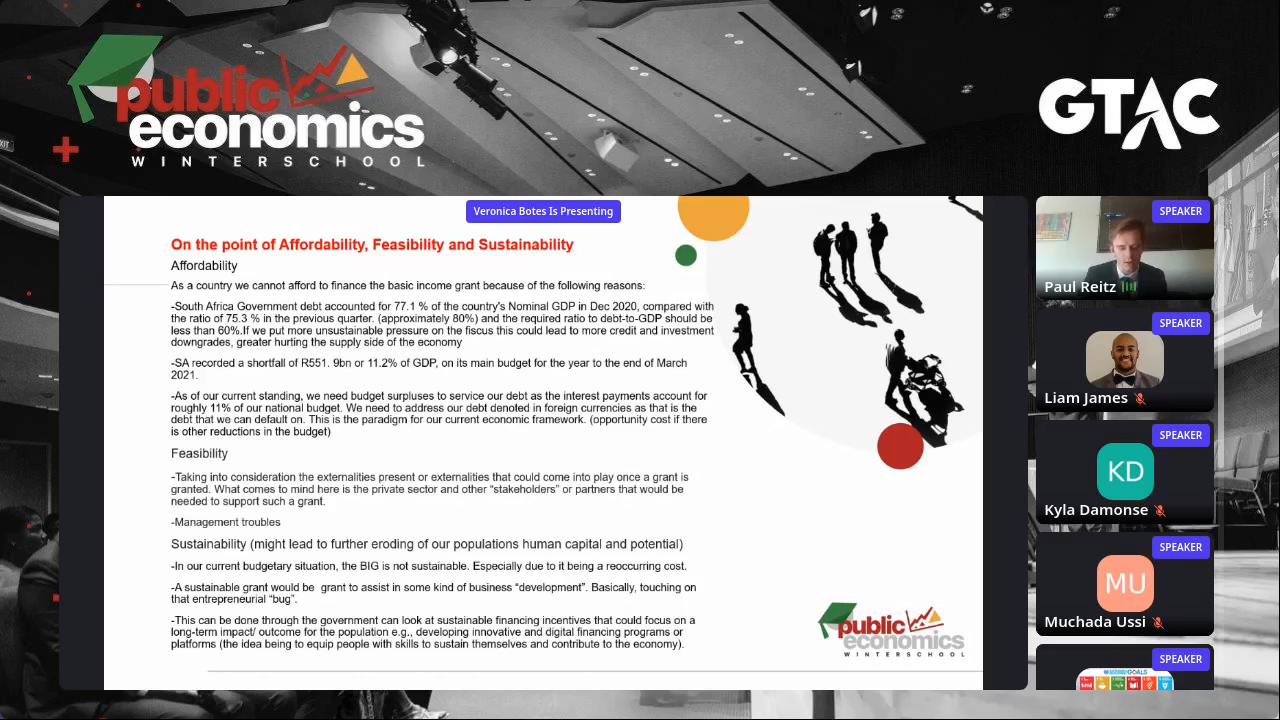 public
economics
WINTERSCHOOL
GTAC
Veronica Botes Is Presenting
On the point of Affordability, Feasibility and Sustainability
Affordability
As a country we cannot afford to finance the basic income grant because of the following reasons:
-South Africa Government debt accounted for 77.1 % of the country's Nominal GDP in Dec 2020, compared with
the ratio of 75.3 % in the previous quarter. (approximately 80%) and the required ratio to debt-to-GDP should be
less than 60%.If we put more unsustainable pressure on the fiscus this could lead to more credit and investment
downgrades, greater hurting the supply side of the economy
-SA recorded a shortfall of R551. 9bn or 11.2% of GDP, on its main budget for the year to the end of March
2021.
-As of our current standing, we need budget surpluses to service our debt as the interest payments account for
roughly 11% of our national budget. We need to address our debt denoted in foreign currencies as that is the
debt that we can default on. This is the paradigm for our current economic framework. (opportunity cost if there
is other reductions in the budget)
Feasibility
-Taking into consideration the externalities present or externalities that could come into play once a grant is
granted. What comes to mind here is the private sector and other “stakeholders” or partners that would be
needed to support such a grant.
-Management troubles
Sustainability (might lead to further eroding of our populations human capital and potential)
-In our current budgetary situation, the BIG is not sustainable. Especially due to it being a reoccurring cost.
-A sustainable grant would be grant to assist in some kind of business “development”. Basically, touching on
that entrepreneurial “bug”.
-This can be done through the government can look at sustainable financing incentives that could focus on a
long-term impact/ outcome for the population e.g., developing innovative and digital financing programs or
platforms (the idea being to equip people with skills to sustain themselves and contribute to the economy).
public
economics
WINTERSCHOOL
SPEAKER
Paul Reitz
SPEAKER
Liam James
SPEAKER
KD
Kyla Damonse
SPEAKER
MU
Muchada Ussi
SPEAKER
GOALS